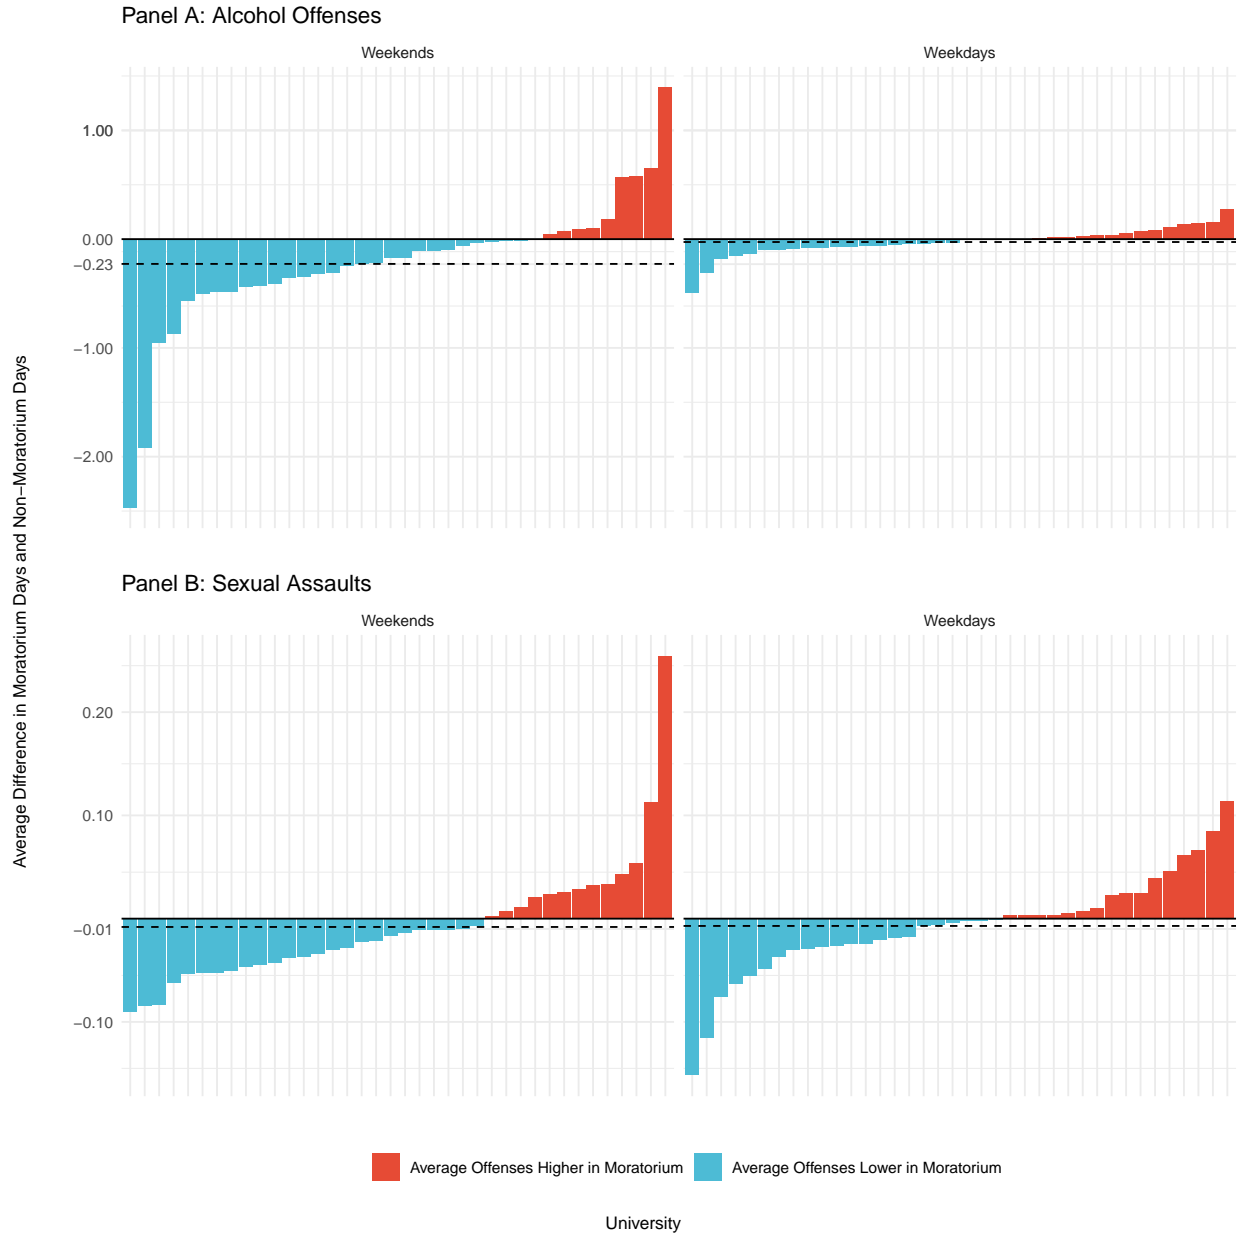 Panel A: Alcohol Offenses
Weekends
Weekdays
1.00
0.00
−0.23
−1.00
−2.00
Average Difference in Moratorium Days and Non−Moratorium Days
Panel B: Sexual Assaults
Weekends
Weekdays
0.20
0.10
−0.01
−0.10
Average Offenses Higher in Moratorium
Average Offenses Lower in Moratorium
University